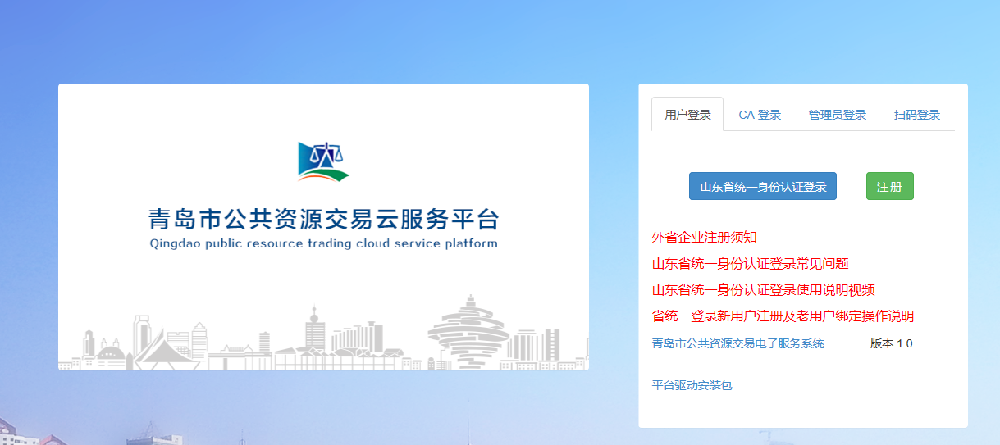 青岛市公共资源交易云服务平台
Qingdao public resource trading cloud service platform
用户登录 CA 登录 管理员登录 扫码登录
山东省统一身份认证登录 注册
外省企业注册须知
山东省统一身份认证登录常见问题
山东省统一身份认证登录使用说明视频
省统一登录新用户注册及老用户绑定操作说明
青岛市公共资源交易电子服务系统 版本 1.0
平台驱动安装包